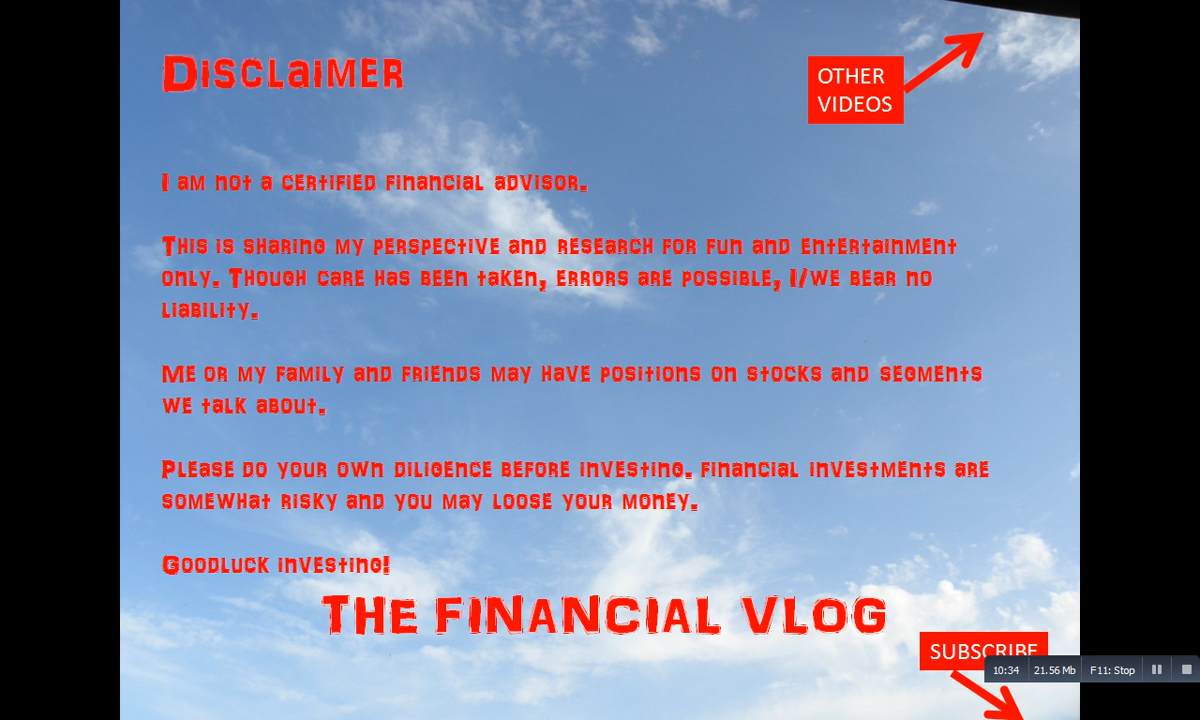 Disclaimer
OTHER
VIDEOS
I am not a certified financial advisor.
This is sharing my perspective and research for fun and entertainment
only. Though care has been taken, errors are possible, I/we bear no
liability.
Me or my family and friends may have positions on stocks and segments
we talk about.
Please do your own diligence before investing. Financial investments are
somewhat risky and you may loose your money.
Goodluck investing!
THE FINANCIAL VLOG
SUBSCRIBE
10:34 21.56 Mb F11: Stop